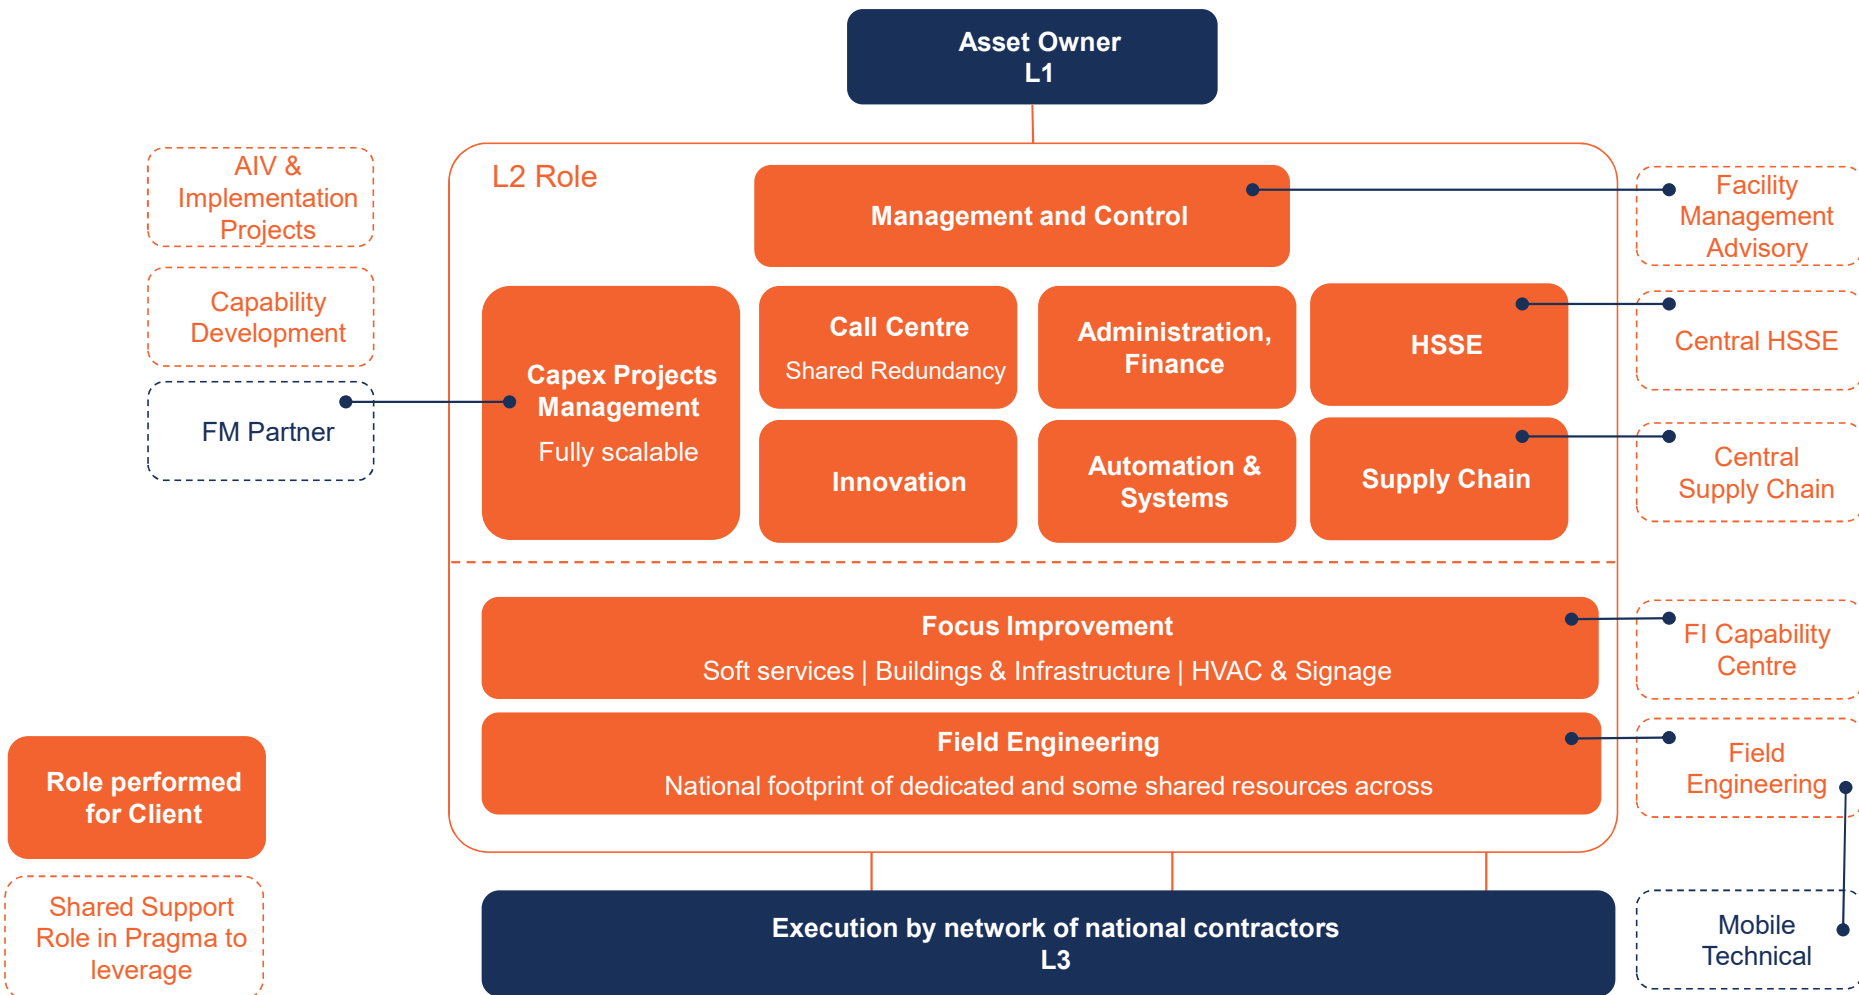 Asset Owner
L1
L2 Role
AIV &
Implementation
Projects
Capability
Development
FM Partner
Management and Control
Capex Projects
Management
Fully scalable
Call Centre
Shared Redundancy
Administration,
Finance
HSSE
Innovation
Automation &
Systems
Supply Chain
Facility
Management
Advisory
Central HSSE
Central
Supply Chain
Focus Improvement
Soft services | Buildings & Infrastructure | HVAC & Signage
FI Capability
Centre
Field Engineering
National footprint of dedicated and some shared resources across
Field
Engineering
Role performed
for Client
Shared Support
Role in Pragma to
leverage
Execution by network of national contractors
L3
Mobile
Technical